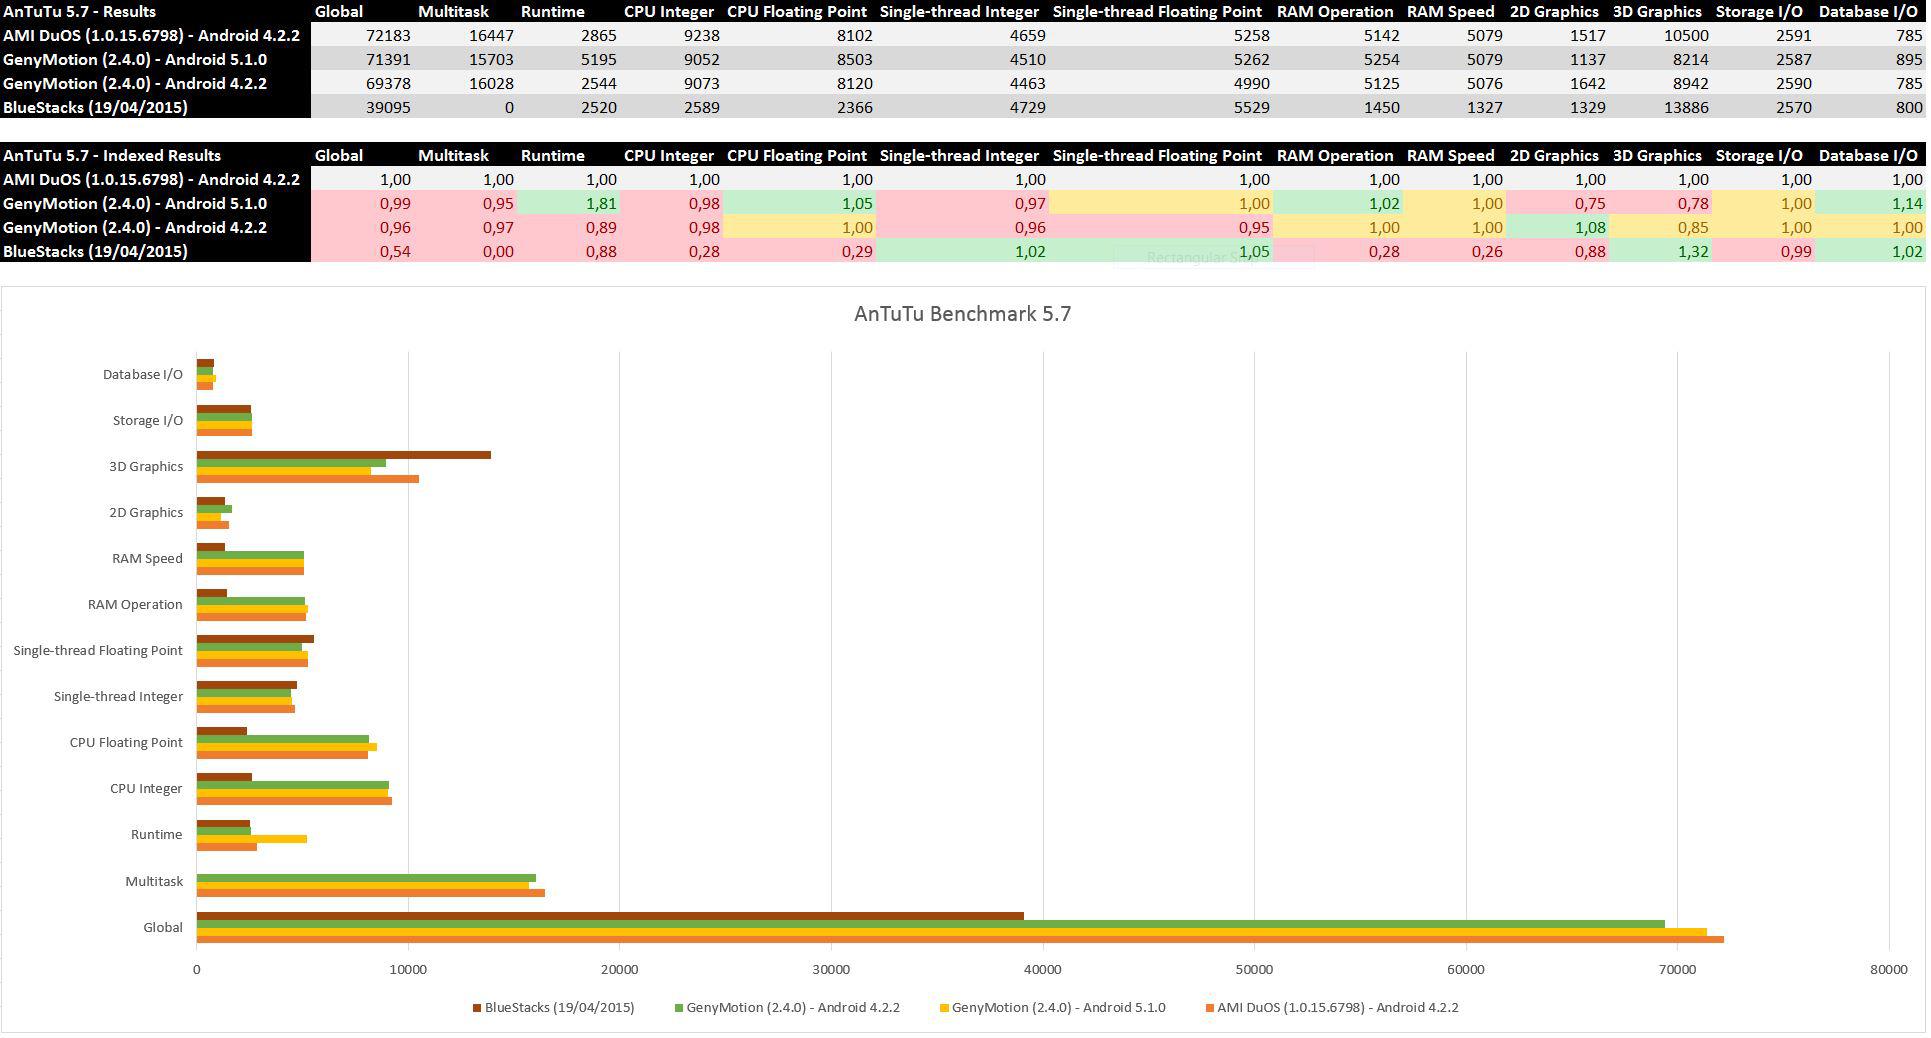 AnTuTu 5.7 - Results Global Multitask Runtime CPU Integer CPU Floating Point Single-thread Integer Single-thread Floating Point RAM Operation RAM Speed 2D Graphics 3D Graphics Storage I/O Database I/O
AMI DuOS (1.0.15.6798) - Android 4.2.2 72183 16447 2865 9238 8102 4659 5258 5142 5079 1517 10500 2591 785
GenyMotion (2.4.0) - Android 5.1.0 71391 15703 5195 9052 8503 4510 5262 5254 5079 1137 8214 2587 895
GenyMotion (2.4.0) - Android 4.2.2 69378 16028 2544 9073 8120 4463 4990 5125 5076 1642 8942 2590 785
BlueStacks (19/04/2015) 39095 0 2520 2589 2366 4729 5529 1450 1327 1329 13886 2570 800
AnTuTu 5.7 - Indexed Results Global Multitask Runtime CPU Integer CPU Floating Point Single-thread Integer Single-thread Floating Point RAM Operation RAM Speed 2D Graphics 3D Graphics Storage I/O Database I/O
AMI DuOS (1.0.15.6798) - Android 4.2.2 1,00 1,00 1,00 1,00 1,00 1,00 1,00 1,00 1,00 1,00 1,00 1,00 1,00
GenyMotion (2.4.0) - Android 5.1.0 0,99 0,95 1,81 0,98 1,05 0,97 1,00 1,02 1,00 0,75 0,78 1,00 1,14
GenyMotion (2.4.0) - Android 4.2.2 0,96 0,97 0,89 0,98 1,00 0,96 0,95 1,00 1,00 1,08 0,85 1,00 1,00
BlueStacks (19/04/2015) 0,54 0,00 0,88 0,28 0,29 1,02 1,05 0,28 0,26 0,88 1,32 0,99 1,02
Rectangular
AnTuTu Benchmark 5.7
Database I/O
Storage I/O
3D Graphics
2D Graphics
RAM Speed
RAM Operation
Single-thread Floating Point
Single-thread Integer
CPU Floating Point
CPU Integer
Runtime
Multitask
Global
0 10000 20000 30000 40000 50000 60000 70000 80000
BlueStacks (19/04/2015) GenyMotion (2.4.0) - Android 4.2.2 GenyMotion (2.4.0) - Android 5.1.0 AMI DuOS (1.0.15.6798) - Android 4.2.2